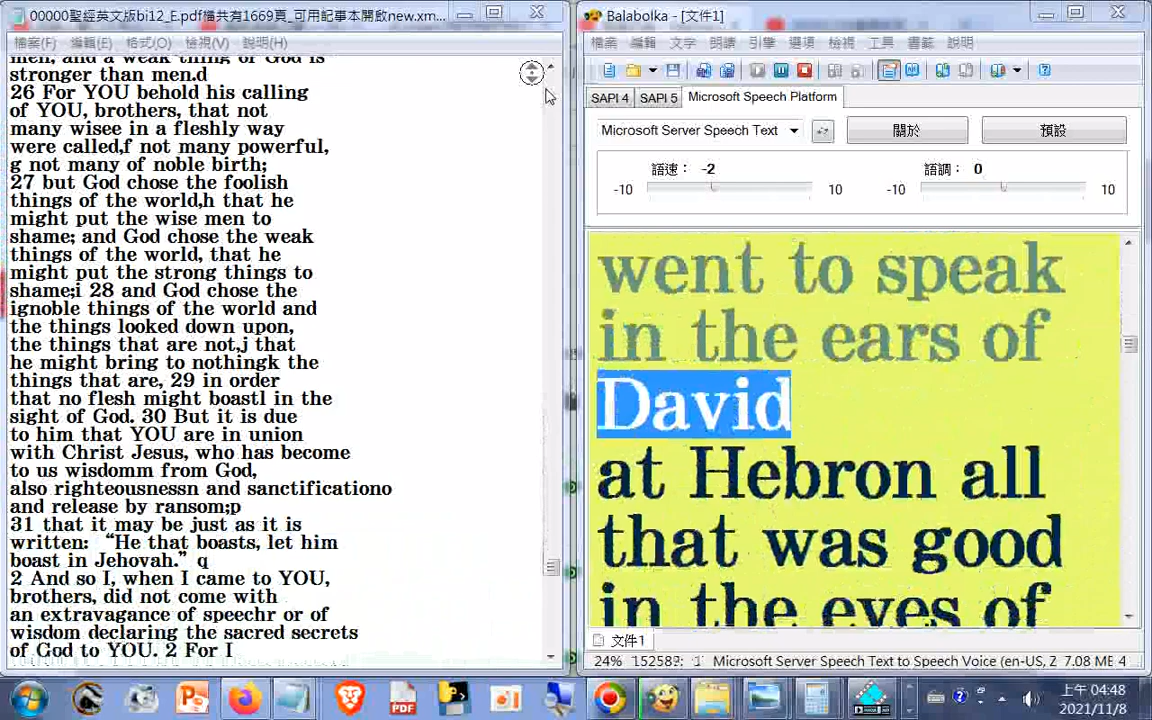 00000聖經英文版bi12_E.pdf檔共有1669頁_可用記事本開啟new.xm...
檔案(F) 編輯(E) 格式(O) 檢視(V) 說明(H)
men, and a weak thing of God is
stronger than men.d
26 For YOU behold his calling
of YOU, brothers, that not
many wisee in a fleshly way
were called,f not many powerful,
g not many of noble birth;
27 but God chose the foolish
things of the world,h that he
might put the wise men to
shame; and God chose the weak
things of the world, that he
might put the strong things to
shame;i 28 and God chose the
ignoble things of the world and
the things looked down upon,
the things that are not,j that
he might bring to nothingk the
things that are, 29 in order
that no flesh might boastl in the
sight of God. 30 But it is due
to him that YOU are in union
with Christ Jesus, who has become
to us wisdomm from God,
also righteousnessn and sanctificationo
and release by ransom;p
31 that it may be just as it is
written: “He that boasts, let him
boast in Jehovah.” q
2 And so I, when I came to YOU,
brothers, did not come with
an extravagance of speechr or of
wisdom declaring the sacred secrets
of God to YOU. 2 For I
Balabolka - [文件1]
檔案 編輯 文字 朗讀 引擎 選項 檢視 工具 書籤 說明
SAPI 4 SAPI 5 Microsoft Speech Platform
Microsoft Server Speech Text 關於 預設
語速： -2 語調： 0
-10 10 -10 10
went to speak
in the ears of
David
at Hebron all
that was good
in the eyes of
文件1
24% Microsoft Server Speech Text to Speech Voice (en-US, Z 7.08 MB 4
PDF
上午 04:48
2021/11/8